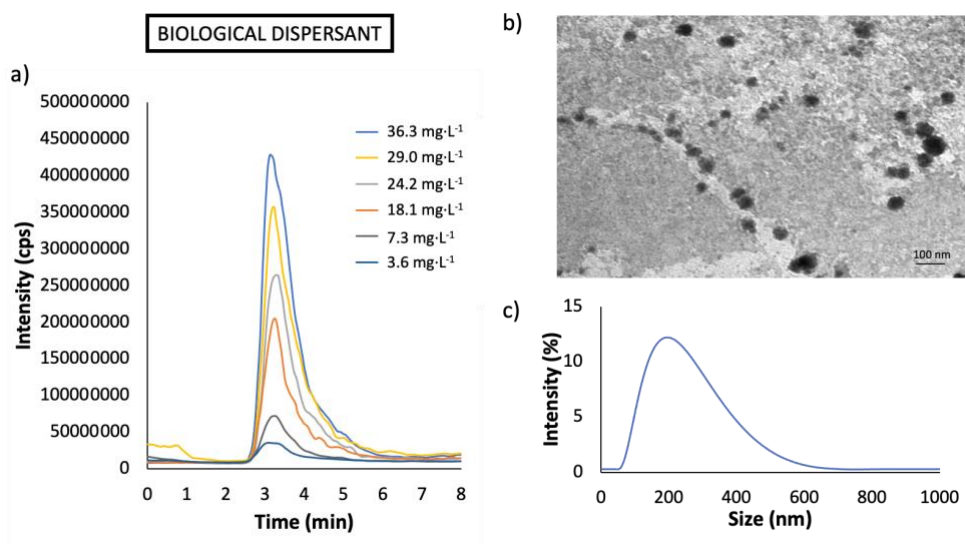 BIOLOGICAL DISPERSANT
a)
500000000
450000000
400000000
350000000
300000000
250000000
200000000
150000000
100000000
50000000
0
Intensity (cps)
36.3 mg·L⁻¹
29.0 mg·L⁻¹
24.2 mg·L⁻¹
18.1 mg·L⁻¹
7.3 mg·L⁻¹
3.6 mg·L⁻¹
0 1 2 3 4 5 6 7 8
Time (min)
b)
100 nm
c)
15
10
5
0
Intensity (%)
0 200 400 600 800 1000
Size (nm)